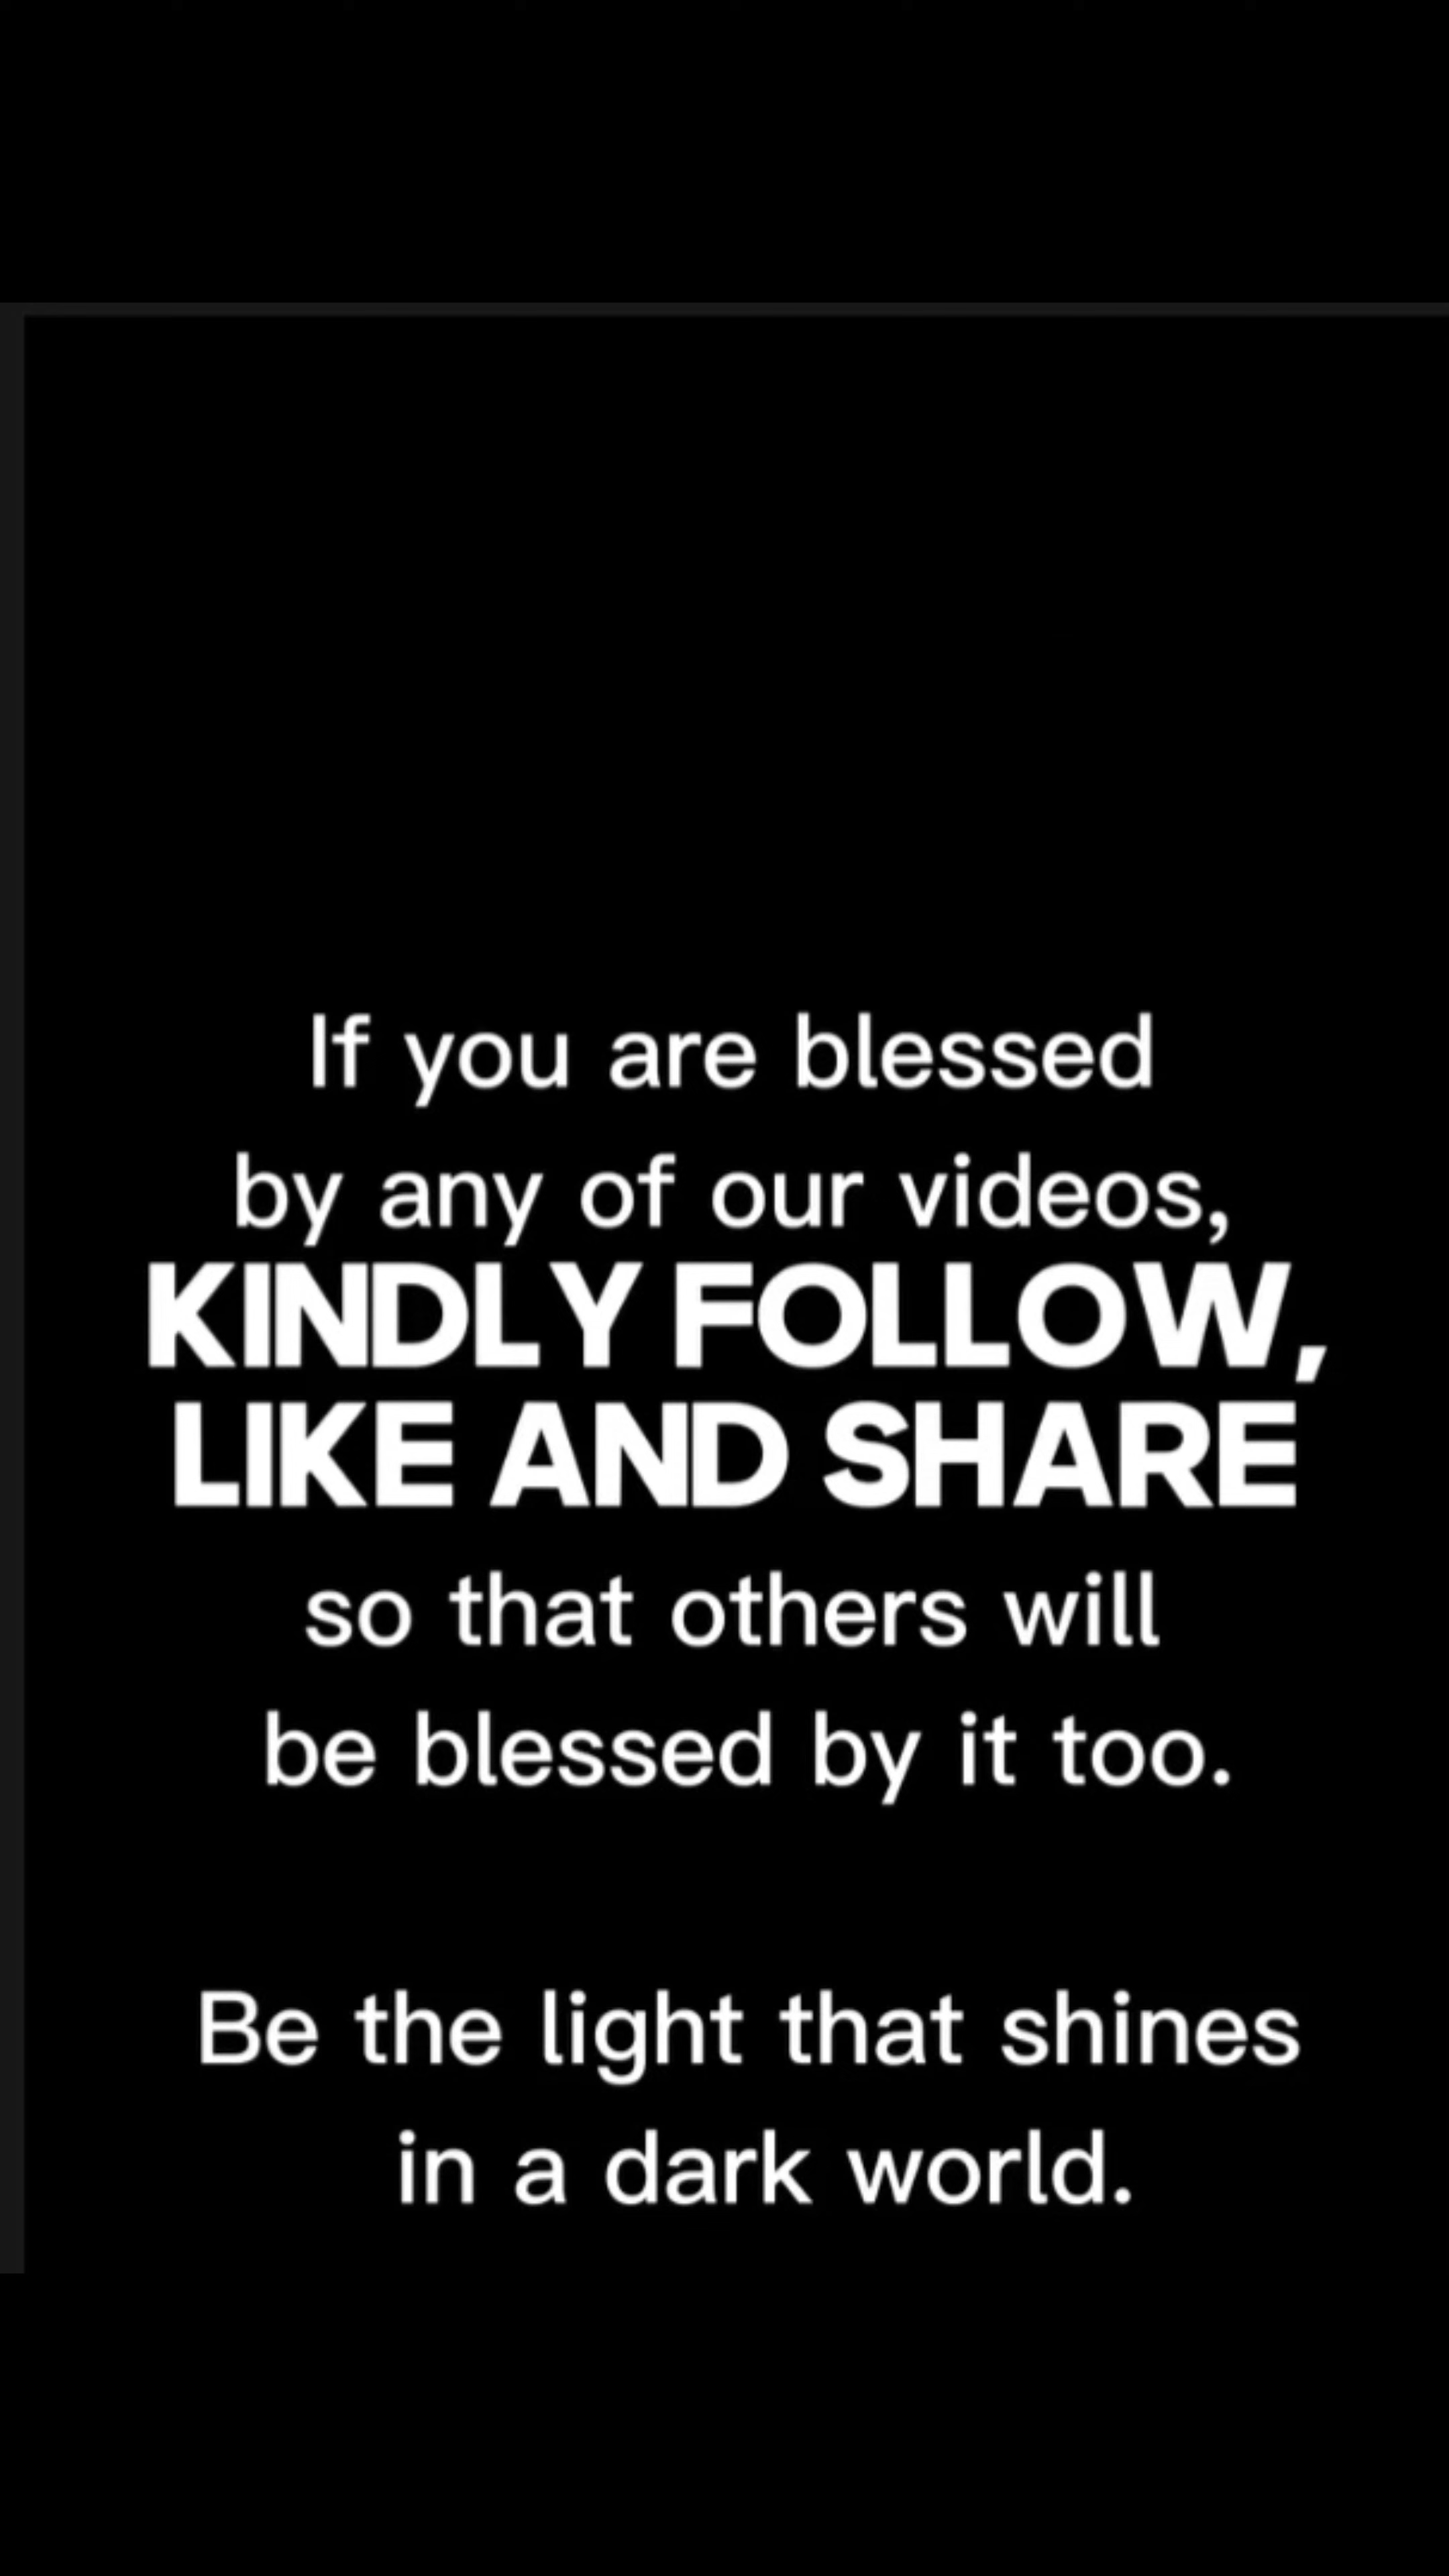 If you are blessed
by any of our videos,
KINDLY FOLLOW,
LIKE AND SHARE
so that others will
be blessed by it too.
Be the light that shines
in a dark world.